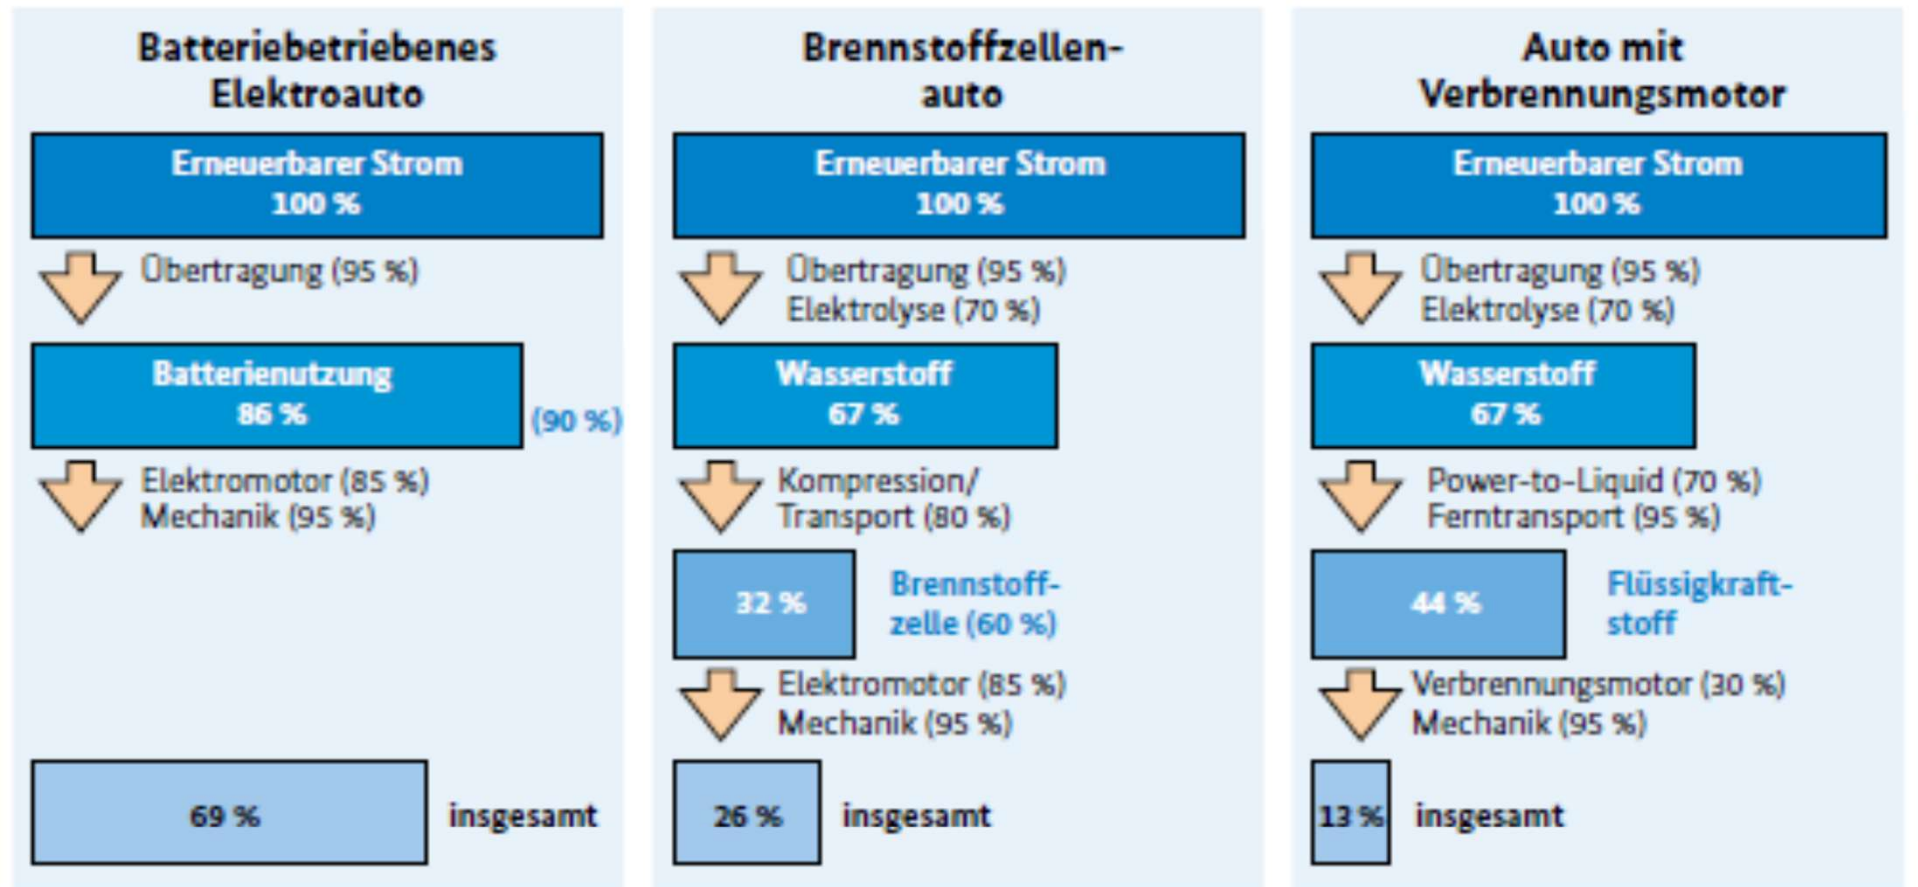 Batteriebetriebenes
Elektroauto
Erneuerbarer Strom
100 %
Übertragung (95 %)
Batterienutzung
86 %
(90 %)
Elektromotor (85 %)
Mechanik (95 %)
69 %
insgesamt
Brennstoffzellen-
auto
Erneuerbarer Strom
100 %
Übertragung (95 %)
Elektrolyse (70 %)
Wasserstoff
67 %
Kompression/
Transport (80 %)
32 %
Brennstoff-
zelle (60 %)
Elektromotor (85 %)
Mechanik (95 %)
26 %
insgesamt
Auto mit
Verbrennungsmotor
Erneuerbarer Strom
100 %
Übertragung (95 %)
Elektrolyse (70 %)
Wasserstoff
67 %
Power-to-Liquid (70 %)
Ferntransport (95 %)
44 %
Flüssigkraft-
stoff
Verbrennungsmotor (30 %)
Mechanik (95 %)
13 %
insgesamt